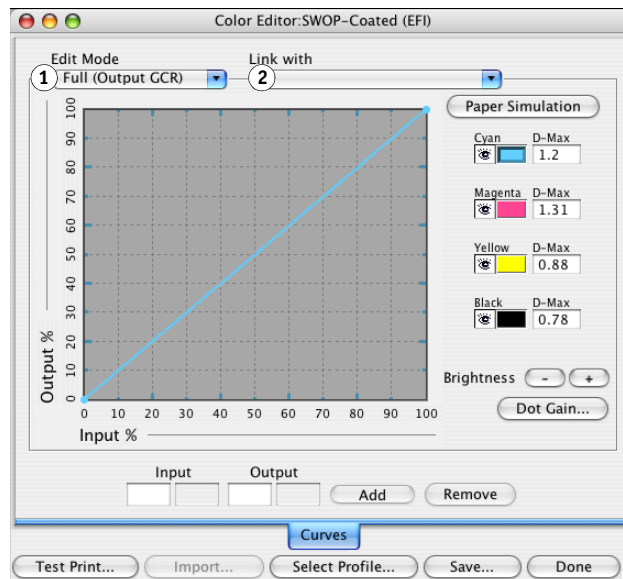 Color Editor:SWOP-Coated (EFI)
Edit Mode
Link with
1
Full (Output GCR)
2
Paper Simulation
Cyan D-Max
1.2
Magenta D-Max
1.31
Yellow D-Max
0.88
Black D-Max
0.78
Brightness - +
Dot Gain...
Output %
100
90
80
70
60
50
40
30
20
10
0
0 10 20 30 40 50 60 70 80 90 100
Input %
Input Output
Add Remove
Curves
Test Print... Import... Select Profile... Save... Done